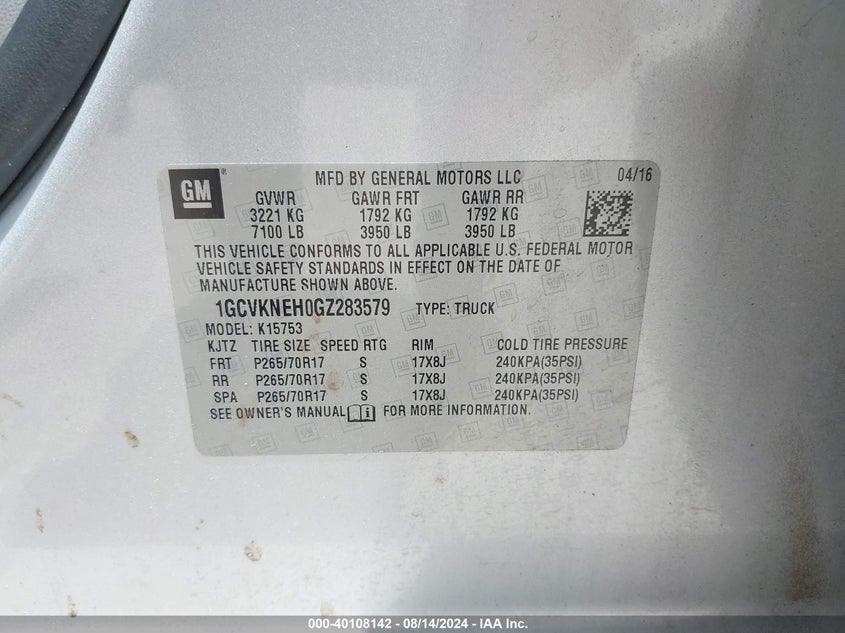 GM ® MFD BY GENERAL MOTORS LLC 04/16
GVWR GAWR FRT GAWR RR
3221 KG 1792 KG 1792 KG
7100 LB 3950 LB 3950 LB
THIS VEHICLE CONFORMS TO ALL APPLICABLE U.S. FEDERAL MOTOR
VEHICLE SAFETY STANDARDS IN EFFECT ON THE DATE OF
MANUFACTURE SHOWN ABOVE.
1GCVKNEH0GZ283579 TYPE: TRUCK
MODEL: K15753
KJTZ TIRE SIZE SPEED RTG RIM COLD TIRE PRESSURE
FRT P265/70R17 S 17X8J 240KPA(35PSI)
RR P265/70R17 S 17X8J 240KPA(35PSI)
SPA P265/70R17 S 17X8J 240KPA(35PSI)
SEE OWNER'S MANUAL FOR MORE INFORMATION.
000-40108142 - 08/14/2024 - IAA Inc.